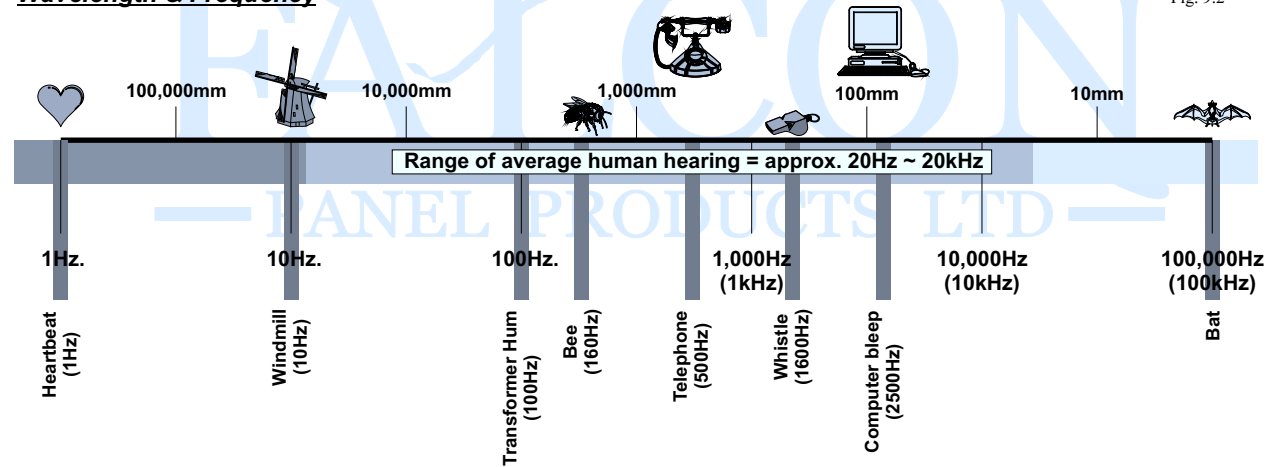 Wavelength & Frequency
Fig. 9.2
100,000mm
10,000mm
1,000mm
100mm
10mm
Range of average human hearing = approx. 20Hz ~ 20kHz
FALCON
PANEL PRODUCTS LTD
1Hz.
10Hz.
100Hz.
1,000Hz
(1kHz)
10,000Hz
(10kHz)
100,000Hz
(100kHz)
Heartbeat
(1Hz)
Windmill
(10Hz)
Transformer Hum
(100Hz)
Bee
(160Hz)
Telephone
(500Hz)
Whistle
(1600Hz)
Computer bleep
(2500Hz)
Bat